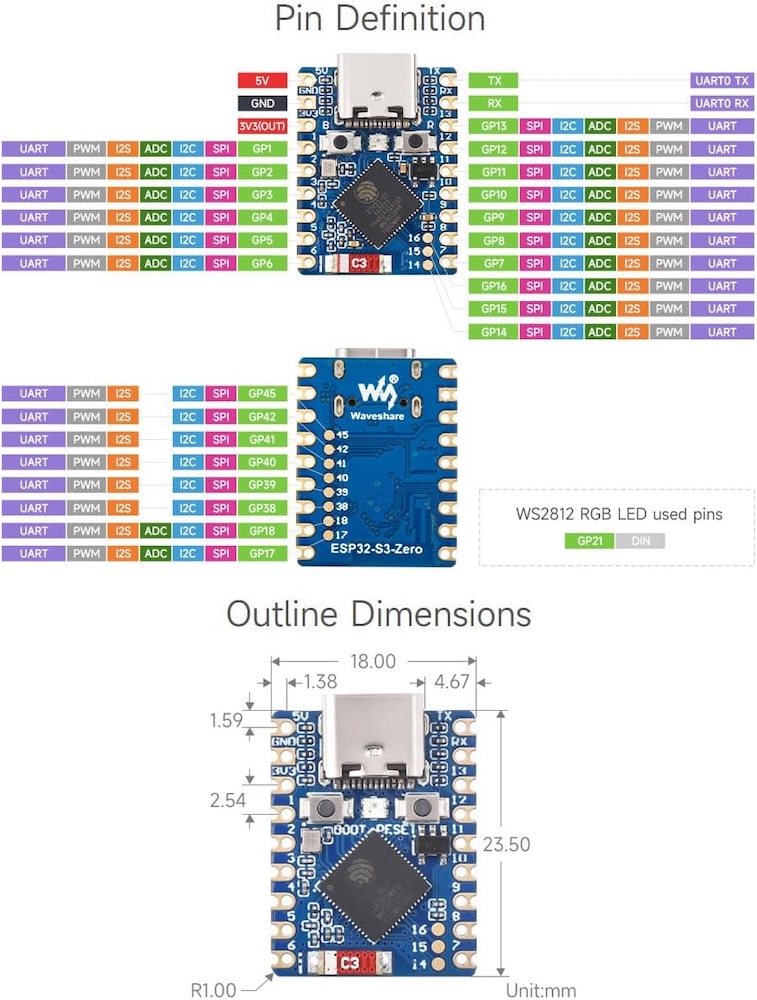 Pin Definition
5V
GND
3V3(OUT)
UART PWM I2S ADC I2C SPI GP1
UART PWM I2S ADC I2C SPI GP2
UART PWM I2S ADC I2C SPI GP3
UART PWM I2S ADC I2C SPI GP4
UART PWM I2S ADC I2C SPI GP5
UART PWM I2S ADC I2C SPI GP6
5V TX
GND RX
3V3
B R
12
2
3 10
5 8
6
16
15
14
C3
TX UART0 TX
RX UART0 RX
GP13 SPI I2C ADC I2S PWM UART
GP12 SPI I2C ADC I2S PWM UART
GP11 SPI I2C ADC I2S PWM UART
GP10 SPI I2C ADC I2S PWM UART
GP9 SPI I2C ADC I2S PWM UART
GP8 SPI I2C ADC I2S PWM UART
GP7 SPI I2C ADC I2S PWM UART
GP16 SPI I2C ADC I2S PWM UART
GP15 SPI I2C ADC I2S PWM UART
GP14 SPI I2C ADC I2S PWM UART
UART PWM I2S I2C SPI GP45
UART PWM I2S I2C SPI GP42
UART PWM I2S I2C SPI GP41
UART PWM I2S I2C SPI GP40
UART PWM I2S I2C SPI GP39
UART PWM I2S I2C SPI GP38
UART PWM I2S ADC I2C SPI GP18
UART PWM I2S ADC I2C SPI GP17
®
Waveshare
45
42
41
40
39
38
18
17
ESP32-S3-Zero
WS2812 RGB LED used pins
GP21 DIN
Outline Dimensions
18.00
1.38 4.67
1.59
2.54
23.50
5V TX
GND RX
3V3 13
1 12
BOOT RESET
2 11
3 10
4 9
5 8
6 7
16
15
14
C3
R1.00
Unit:mm